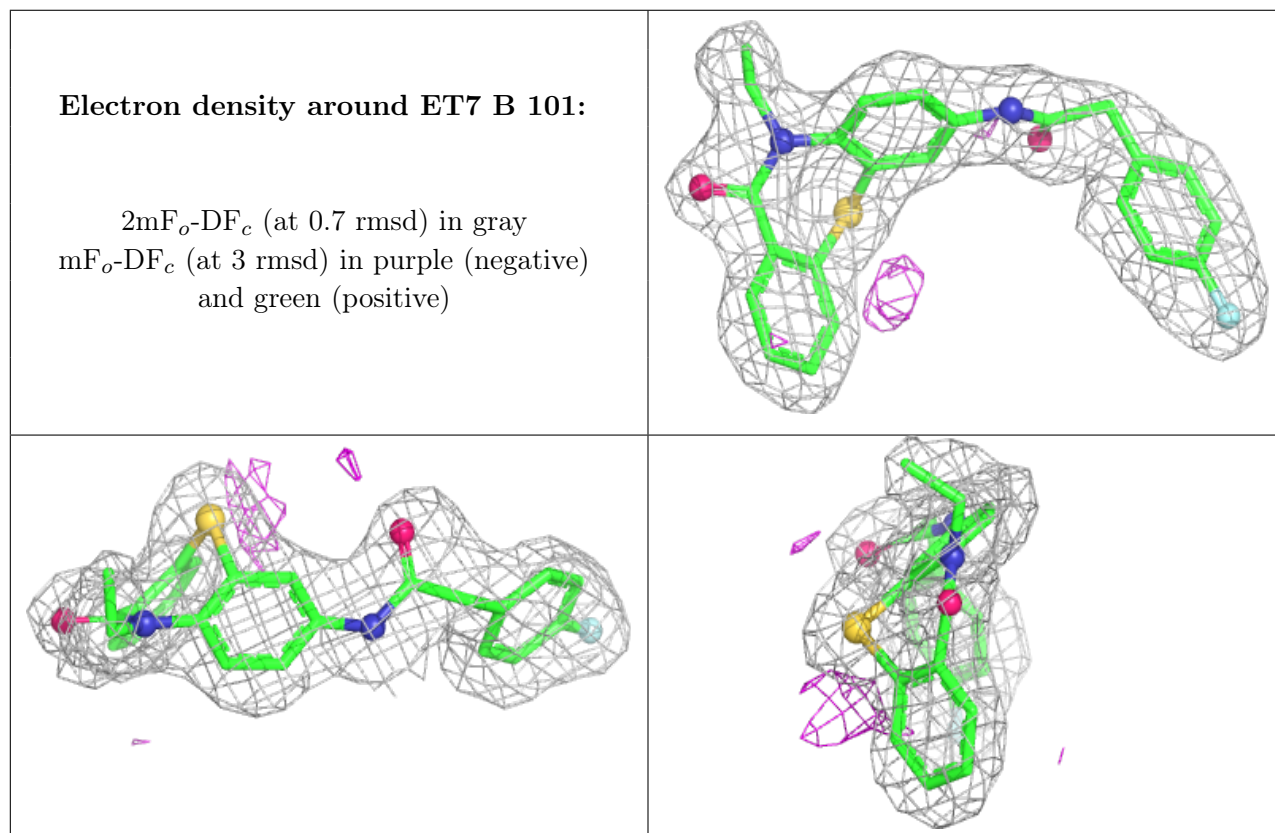 Electron density around ET7 B 101:
2mFo-DFc (at 0.7 rmsd) in gray
mFo-DFc (at 3 rmsd) in purple (negative)
and green (positive)